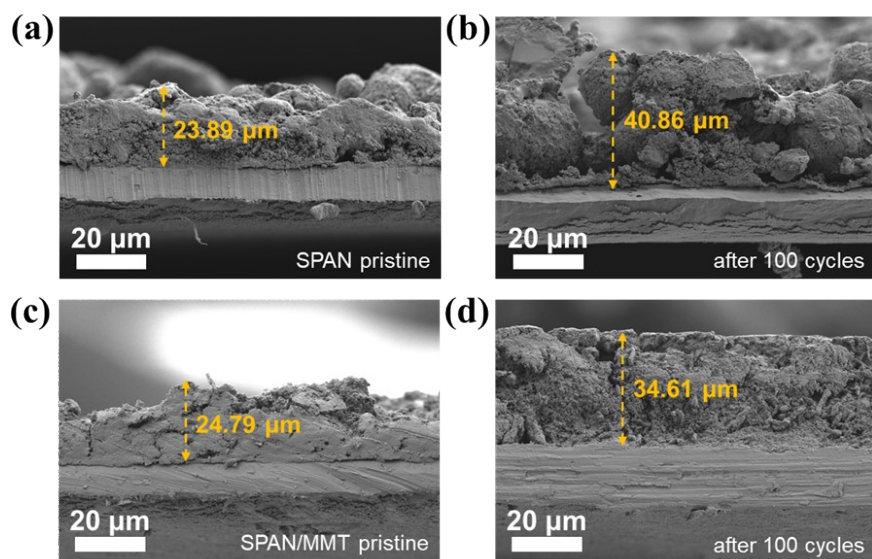 (a)
23.89 μm
20 μm
SPAN pristine
(b)
40.86 μm
20 μm
after 100 cycles
(c)
24.79 μm
20 μm
SPAN/MMT pristine
(d)
34.61 μm
20 μm
after 100 cycles